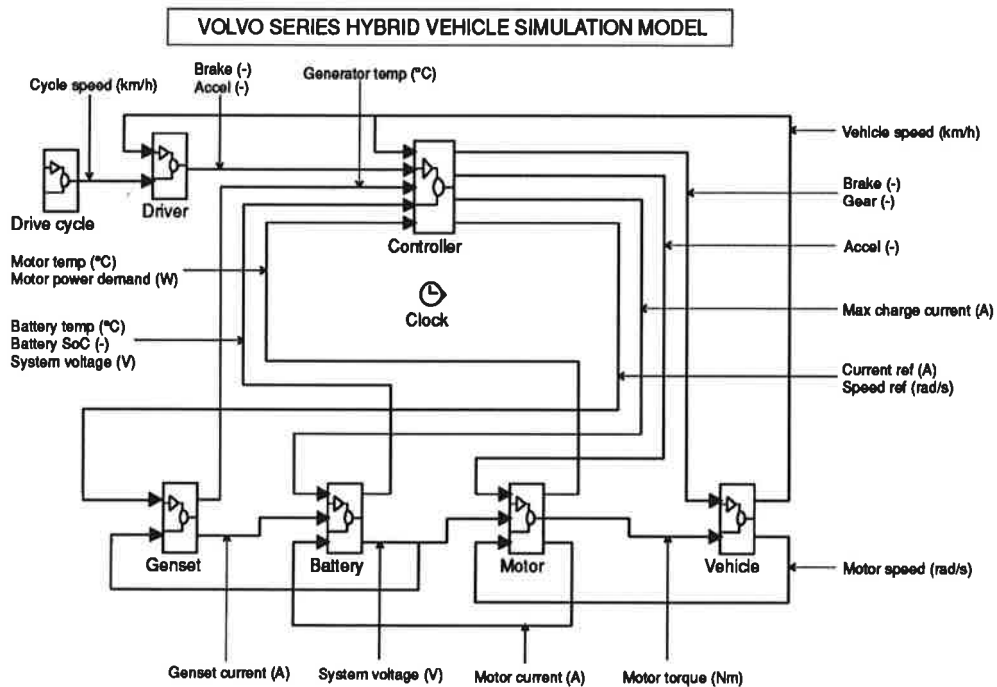 VOLVO SERIES HYBRID VEHICLE SIMULATION MODEL
Cycle speed (km/h)
Brake (-)
Accel (-)
Generator temp (°C)
Vehicle speed (km/h)
Drive cycle
Driver
Controller
Brake (-)
Gear (-)
Accel (-)
Motor temp (°C)
Motor power demand (W)
Clock
Max charge current (A)
Battery temp (°C)
Battery SoC (-)
System voltage (V)
Current ref (A)
Speed ref (rad/s)
Genset
Battery
Motor
Vehicle
Motor speed (rad/s)
Genset current (A)
System voltage (V)
Motor current (A)
Motor torque (Nm)